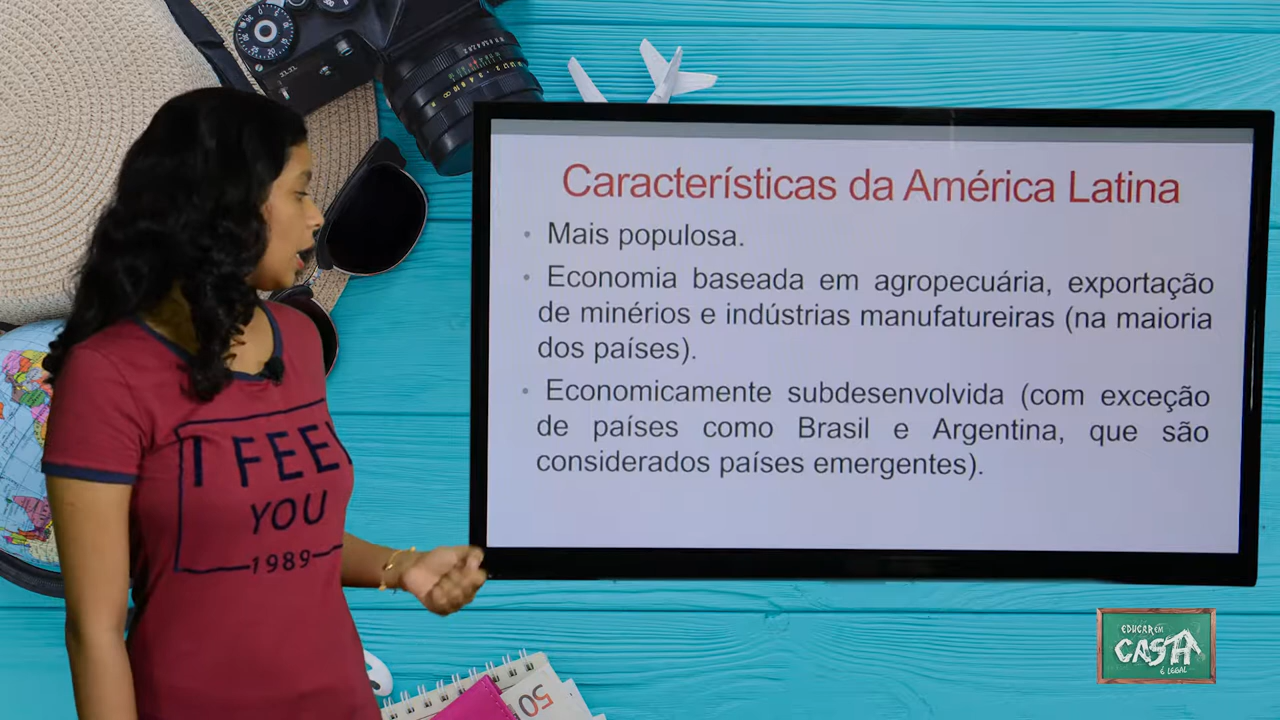 Características da América Latina
• Mais populosa.
• Economia baseada em agropecuária, exportação
de minérios e indústrias manufatureiras (na maioria
dos países).
• Economicamente subdesenvolvida (com exceção
de países como Brasil e Argentina, que são
considerados países emergentes).
I FEEL
YOU
1989
EDUCAR EM
CASA
É LEGAL
50